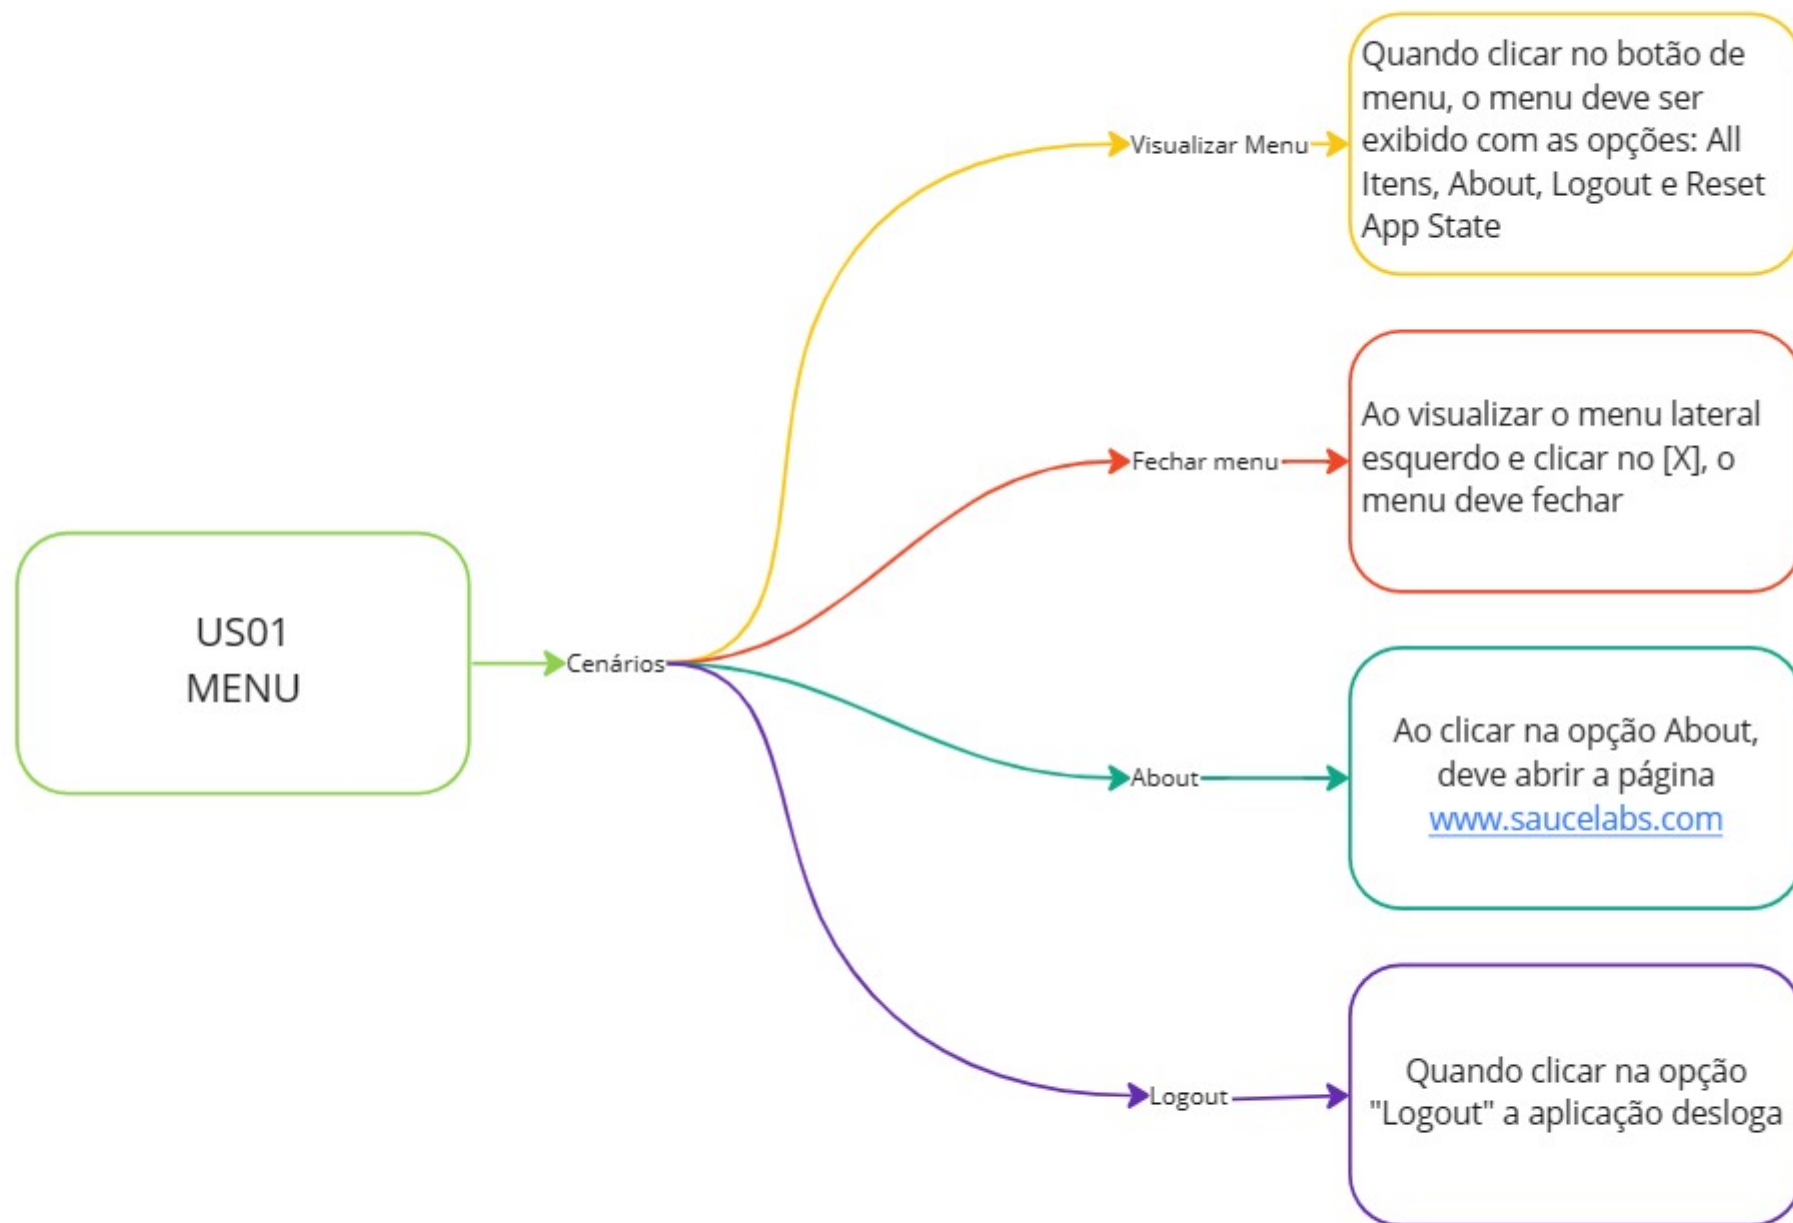 US01
MENU
Cenários
Visualizar Menu
Quando clicar no botão de
menu, o menu deve ser
exibido com as opções: All
Itens, About, Logout e Reset
App State
Fechar menu
Ao visualizar o menu lateral
esquerdo e clicar no [X], o
menu deve fechar
About
Ao clicar na opção About,
deve abrir a página
www.saucelabs.com
Logout
Quando clicar na opção
"Logout" a aplicação desloga